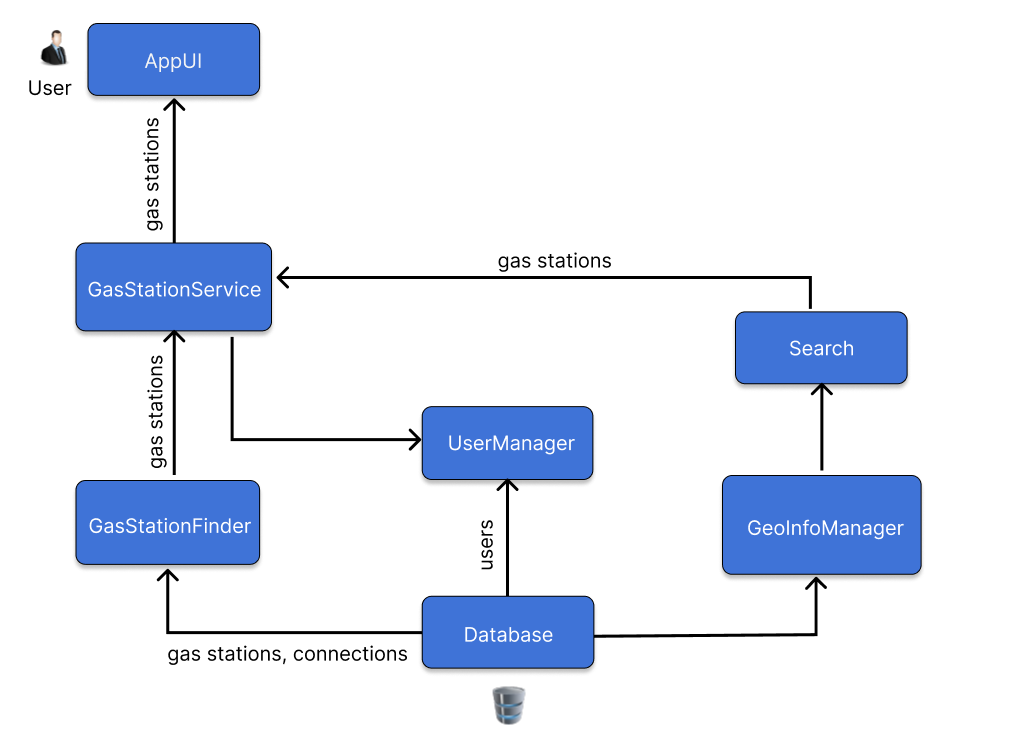 AppUI
User
gas stations
gas stations
GasStationService
Search
gas stations
UserManager
GasStationFinder
users
GeoInfoManager
Database
gas stations, connections